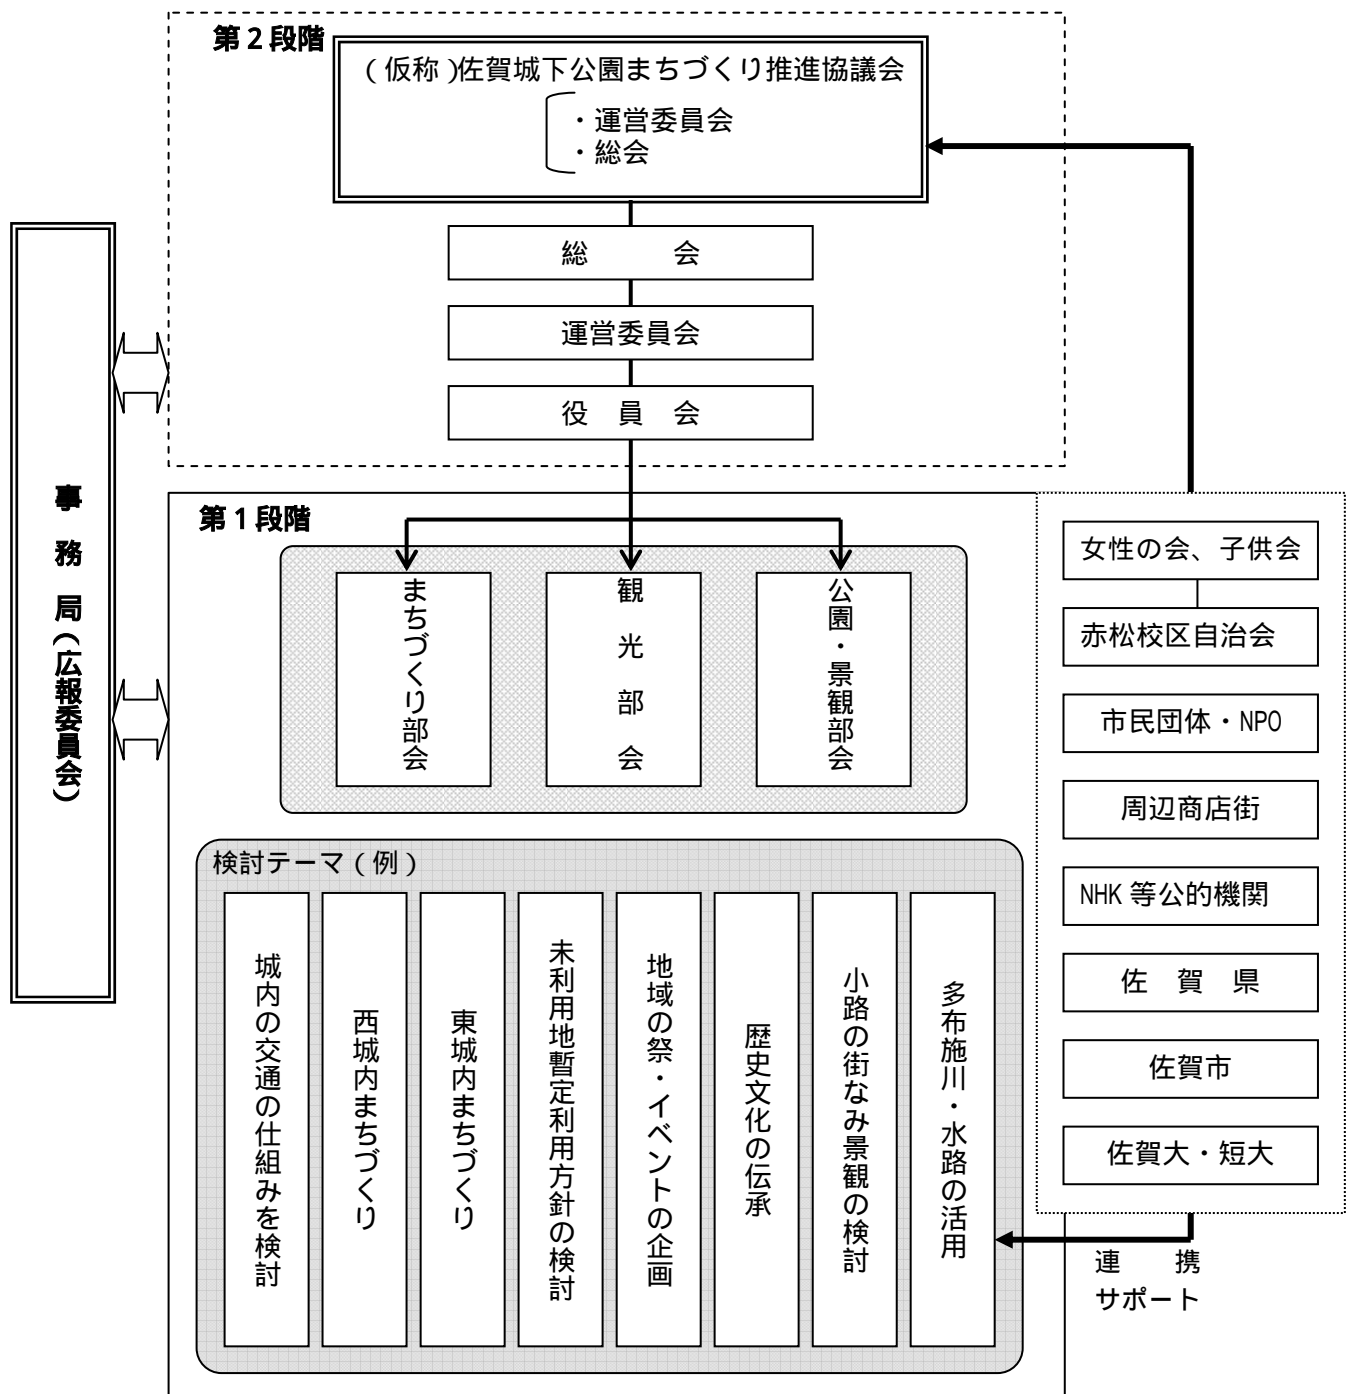 第2段階
(仮称)佐賀城下公園まちづくり推進協議会
・運営委員会
・総会
総　会
運営委員会
役　員　会
事務局(広報委員会)
第1段階
まちづくり部会
観光部会
公園・景観部会
検討テーマ(例)
城内の交通の仕組みを検討
西城内まちづくり
東城内まちづくり
未利用地暫定利用方針の検討
地域の祭・イベントの企画
歴史文化の伝承
小路の街なみ景観の検討
多布施川・水路の活用
女性の会、子供会
赤松校区自治会
市民団体・NPO
周辺商店街
NHK等公的機関
佐　賀　県
佐賀市
佐賀大・短大
連　携
サポート